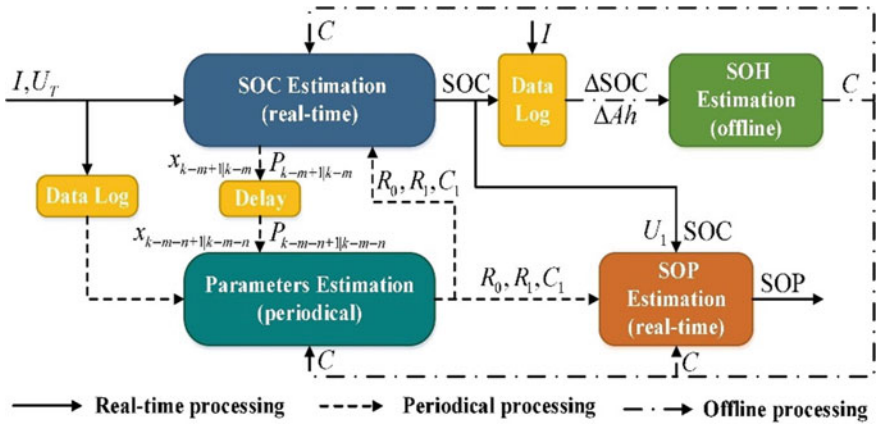 C
I
I, U_T
SOC Estimation
(real-time)
SOC
Data
Log
ΔSOC
ΔAh
SOH
Estimation
(offline)
C
x_{k-m+1|k-m}
P_{k-m+1|k-m}
R_0, R_1, C_1
Data Log
Delay
x_{k-m-n+1|k-m-n}
P_{k-m-n+1|k-m-n}
U_1 SOC
Parameters Estimation
(periodical)
R_0, R_1, C_1
SOP
Estimation
(real-time)
SOP
C
C
Real-time processing
Periodical processing
Offline processing